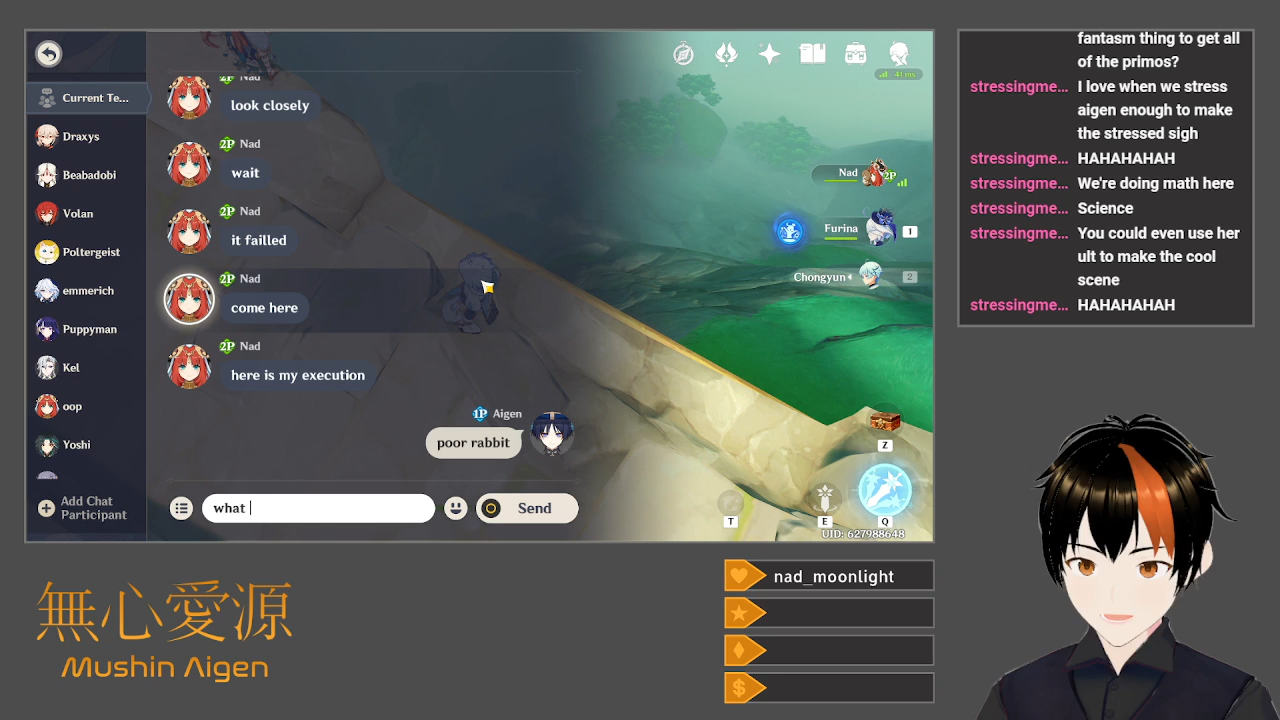 Current Te...
Draxys
Beabadobi
Volan
Poltergeist
emmerich
Puppyman
Kel
oop
Yoshi
Add Chat
Participant
2P Nad
look closely
2P Nad
wait
2P Nad
it failled
2P Nad
come here
2P Nad
here is my execution
1P Aigen
poor rabbit
what
Send
41ms
Nad
2P
Furina
1
Chongyun
2
Z
T
E
Q
UID: 627988648
fantasm thing to get all
of the primos?
stressingme... I love when we stress
aigen enough to make
the stressed sigh
stressingme... HAHAHAHAH
stressingme... We're doing math here
stressingme... Science
stressingme... You could even use her
ult to make the cool
scene
stressingme... HAHAHAHAH
無心愛源
Mushin Aigen
nad_moonlight